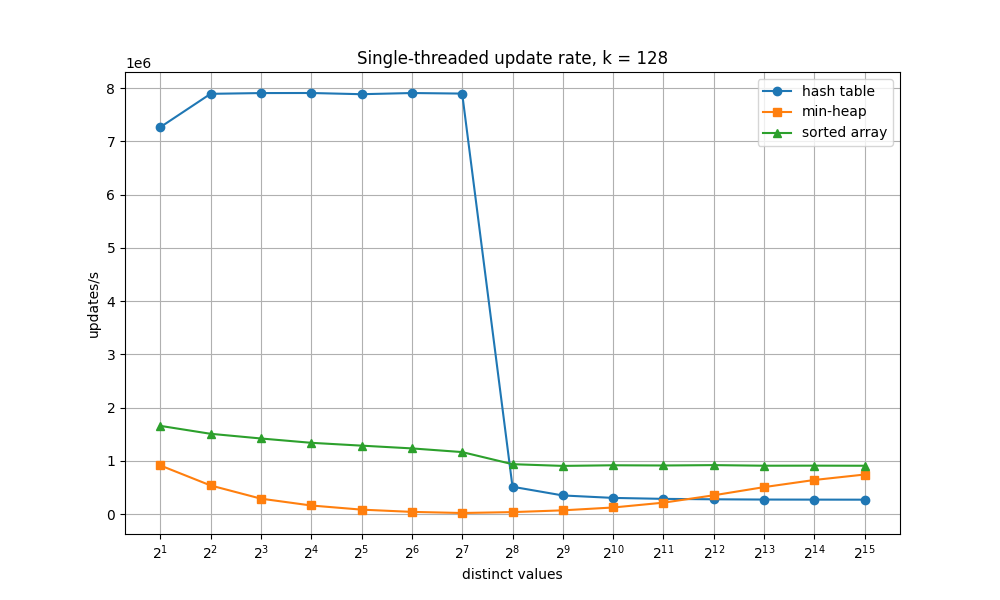 Single-threaded update rate, k = 128
1e6
8
7
6
5
4
3
2
1
0
updates/s
hash table
min-heap
sorted array
2^1 2^2 2^3 2^4 2^5 2^6 2^7 2^8 2^9 2^10 2^11 2^12 2^13 2^14 2^15
distinct values